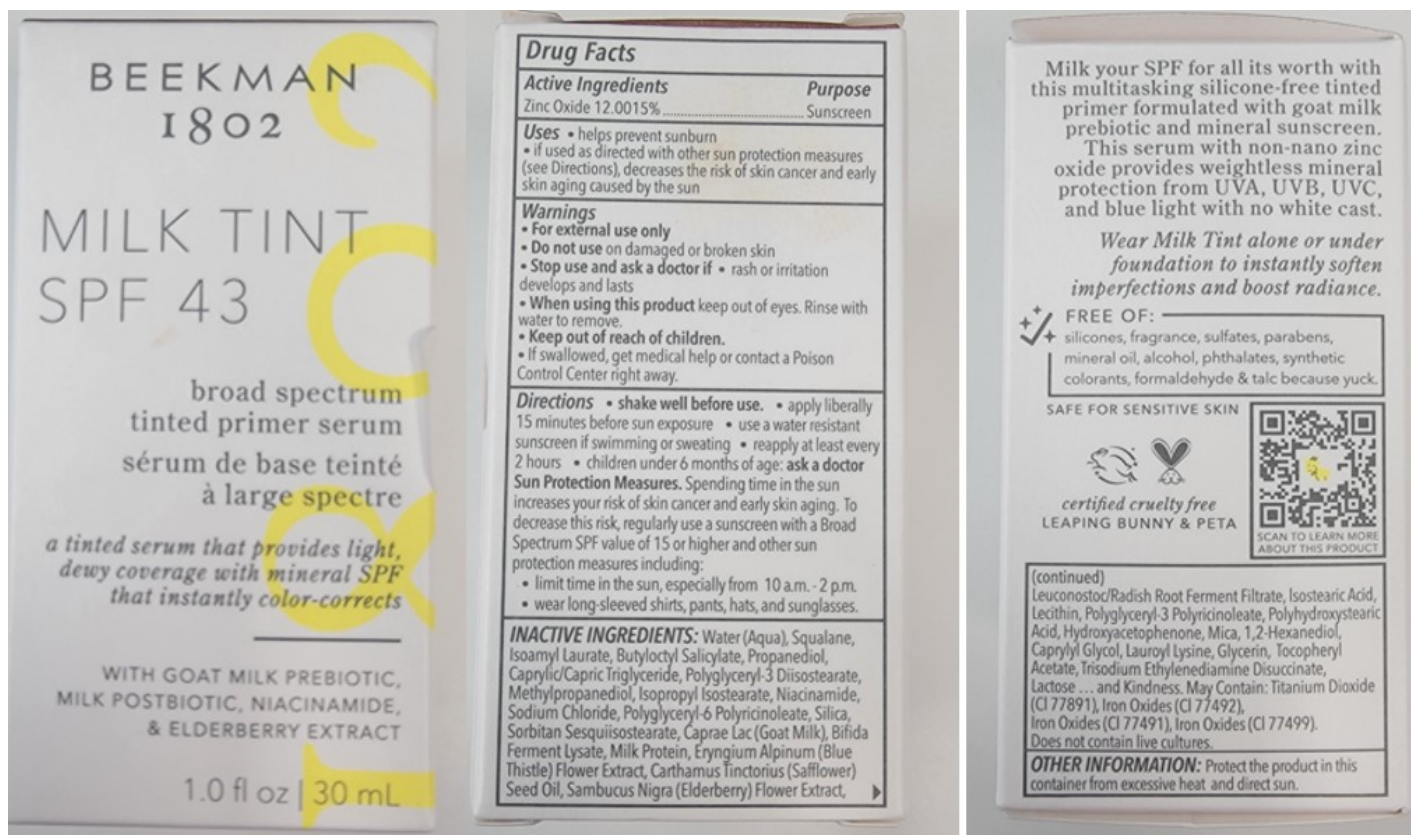 BEEKMAN
1802
MILK TINT
SPF 43
broad spectrum
tinted primer serum
sérum de base teinté
à large spectre
a tinted serum that provides light,
dewy coverage with mineral SPF
that instantly color-corrects
WITH GOAT MILK PREBIOTIC,
MILK POSTBIOTIC, NIACINAMIDE,
& ELDERBERRY EXTRACT
1.0 fl oz | 30 mL
Drug Facts
Active Ingredients Purpose
Zinc Oxide 12.0015% ........ Sunscreen
Uses • helps prevent sunburn
• if used as directed with other sun protection measures
(see Directions), decreases the risk of skin cancer and early
skin aging caused by the sun
Warnings
• For external use only
• Do not use on damaged or broken skin
• Stop use and ask a doctor if • rash or irritation
develops and lasts
• When using this product keep out of eyes. Rinse with
water to remove.
• Keep out of reach of children.
• If swallowed, get medical help or contact a Poison
Control Center right away.
Directions • shake well before use. • apply liberally
15 minutes before sun exposure • use a water resistant
sunscreen if swimming or sweating • reapply at least every
2 hours • children under 6 months of age: ask a doctor
Sun Protection Measures. Spending time in the sun
increases your risk of skin cancer and early skin aging. To
decrease this risk, regularly use a sunscreen with a Broad
Spectrum SPF value of 15 or higher and other sun
protection measures including:
• limit time in the sun, especially from 10 a.m. - 2 p.m.
• wear long-sleeved shirts, pants, hats, and sunglasses.
INACTIVE INGREDIENTS: Water (Aqua), Squalane,
Isoamyl Laurate, Butyloctyl Salicylate, Propanediol,
Caprylic/Capric Triglyceride, Polyglyceryl-3 Diisostearate,
Methylpropanediol, Isopropyl Isostearate, Niacinamide,
Sodium Chloride, Polyglyceryl-6 Polyricinoleate, Silica,
Sorbitan Sesquiisostearate, Caprae Lac (Goat Milk), Bifida
Ferment Lysate, Milk Protein, Eryngium Alpinum (Blue
Thistle) Flower Extract, Carthamus Tinctorius (Safflower)
Seed Oil, Sambucus Nigra (Elderberry) Flower Extract,
Milk your SPF for all its worth with
this multitasking silicone-free tinted
primer formulated with goat milk
prebiotic and mineral sunscreen.
This serum with non-nano zinc
oxide provides weightless mineral
protection from UVA, UVB, UVC,
and blue light with no white cast.
Wear Milk Tint alone or under
foundation to instantly soften
imperfections and boost radiance.
FREE OF:
silicones, fragrance, sulfates, parabens,
mineral oil, alcohol, phthalates, synthetic
colorants, formaldehyde & talc because yuck.
SAFE FOR SENSITIVE SKIN
certified cruelty free
LEAPING BUNNY & PETA
SCAN TO LEARN MORE
ABOUT THIS PRODUCT
(continued)
Leuconostoc/Radish Root Ferment Filtrate, Isostearic Acid,
Lecithin, Polyglyceryl-3 Polyricinoleate, Polyhydroxystearic
Acid, Hydroxyacetophenone, Mica, 1,2-Hexanediol,
Caprylyl Glycol, Lauroyl Lysine, Glycerin, Tocopheryl
Acetate, Trisodium Ethylenediamine Disuccinate,
Lactose ... and Kindness. May Contain: Titanium Dioxide
(CI 77891), Iron Oxides (CI 77492),
Iron Oxides (CI 77491), Iron Oxides (CI 77499).
Does not contain live cultures.
OTHER INFORMATION: Protect the product in this
container from excessive heat and direct sun.